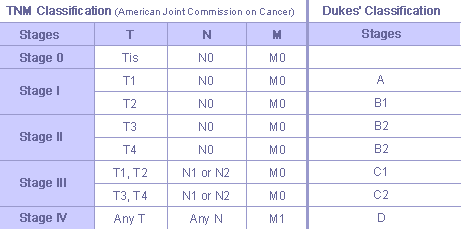 TNM Classification (American Joint Commission on Cancer) Dukes' Classification
Stages T N M Stages
Stage 0 Tis N0 M0
Stage I T1 N0 M0 A
T2 N0 M0 B1
Stage II T3 N0 M0 B2
T4 N0 M0 B2
Stage III T1, T2 N1 or N2 M0 C1
T3, T4 N1 or N2 M0 C2
Stage IV Any T Any N M1 D